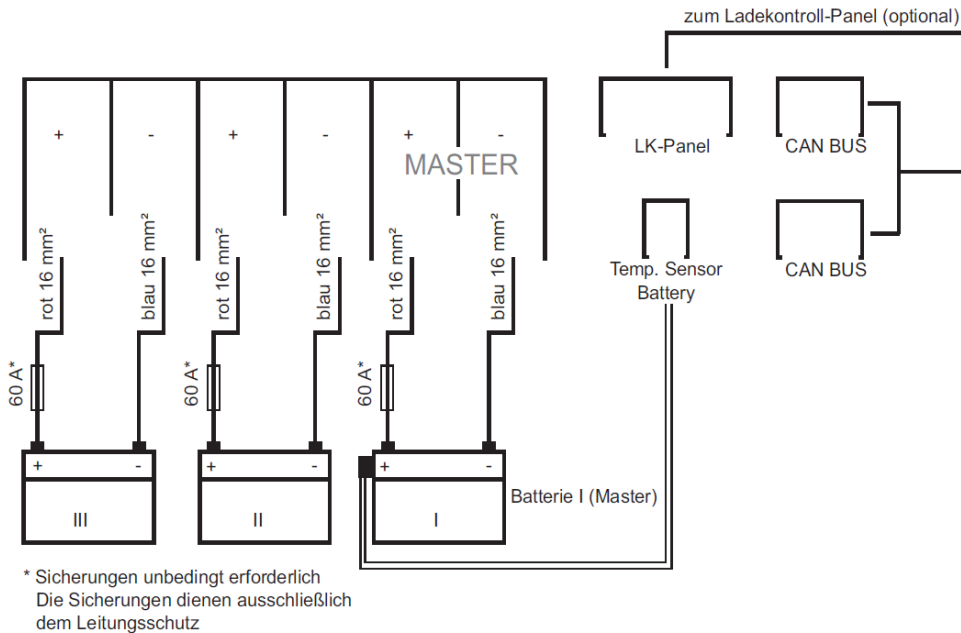 zum Ladekontroll-Panel (optional)
+ - + - + -
MASTER
LK-Panel
CAN BUS
rot 16 mm²
blau 16 mm²
rot 16 mm²
blau 16 mm²
rot 16 mm²
blau 16 mm²
Temp. Sensor
Battery
CAN BUS
60 A*
60 A*
60 A*
+ - + - + -
III
II
I
Batterie I (Master)
* Sicherungen unbedingt erforderlich
Die Sicherungen dienen ausschließlich
dem Leitungsschutz